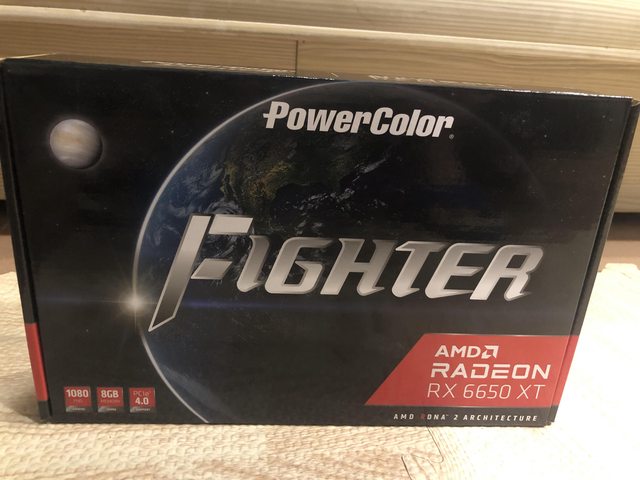 PowerColor
FIGHTER
AMD
RADEON
RX 6650 XT
1080
8GB
PCIe
4.0
AMD RDNA 2 ARCHITECTURE